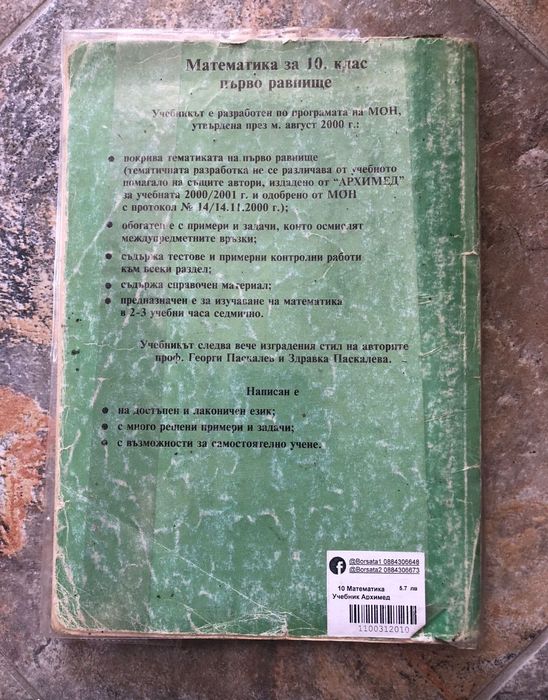 Математика за 10. клас
първо равнище
Учебникът е разработен по програмата на МОН,
утвърдена през м. август 2000 г.:
• покрива тематиката на първо равнище
(тематичната разработка не се различава от учебното
помагало на същите автори, издадено от “АРХИМЕД”
за учебната 2000/2001 г. и одобрено от МОН
с протокол № 14/14.11.2000 г.);
• обогатен е с примери и задачи, които осмислят
междупредметните връзки;
• съдържа тестове и примерни контролни работи
към всеки раздел;
• съдържа справочен материал;
• предназначен е за изучаване на математика
в 2-3 учебни часа седмично.
Учебникът следва вече изградения стил на авторите
проф. Георги Паскалев и Здравка Паскалева.
Написан е
• на достъпен и лаконичен език;
• с много решени примери и задачи;
• с възможности за самостоятелно учене.
@Borsata1 0884306648
@Borsata2 0884306673
10 Математика 5.7 лв
Учебник Архимед
1100312010